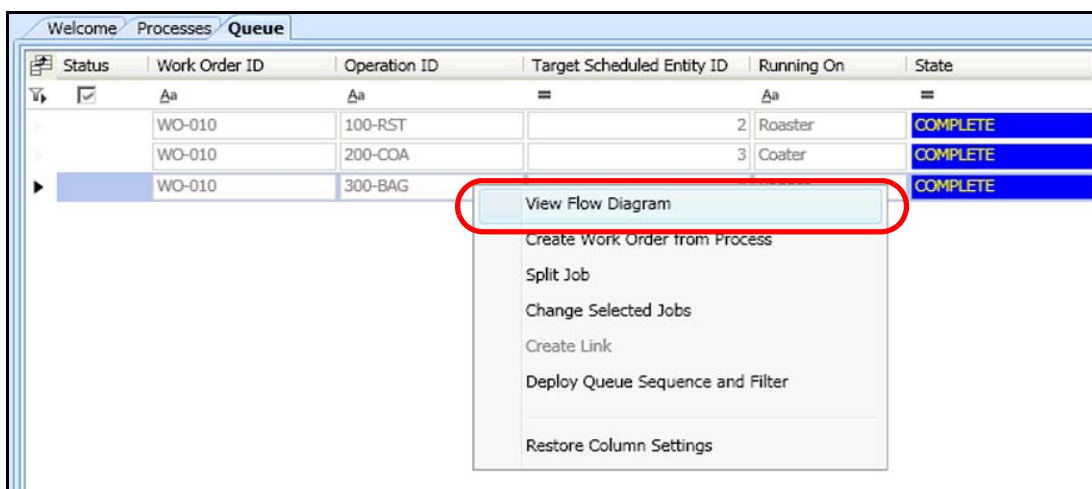 Welcome Processes Queue
Status Work Order ID Operation ID Target Scheduled Entity ID Running On State
Aa Aa = Aa =
WO-010 100-RST 2 Roaster COMPLETE
WO-010 200-COA 3 Coater COMPLETE
WO-010 300-BAG COMPLETE
View Flow Diagram
Create Work Order from Process
Split Job
Change Selected Jobs
Create Link
Deploy Queue Sequence and Filter
Restore Column Settings